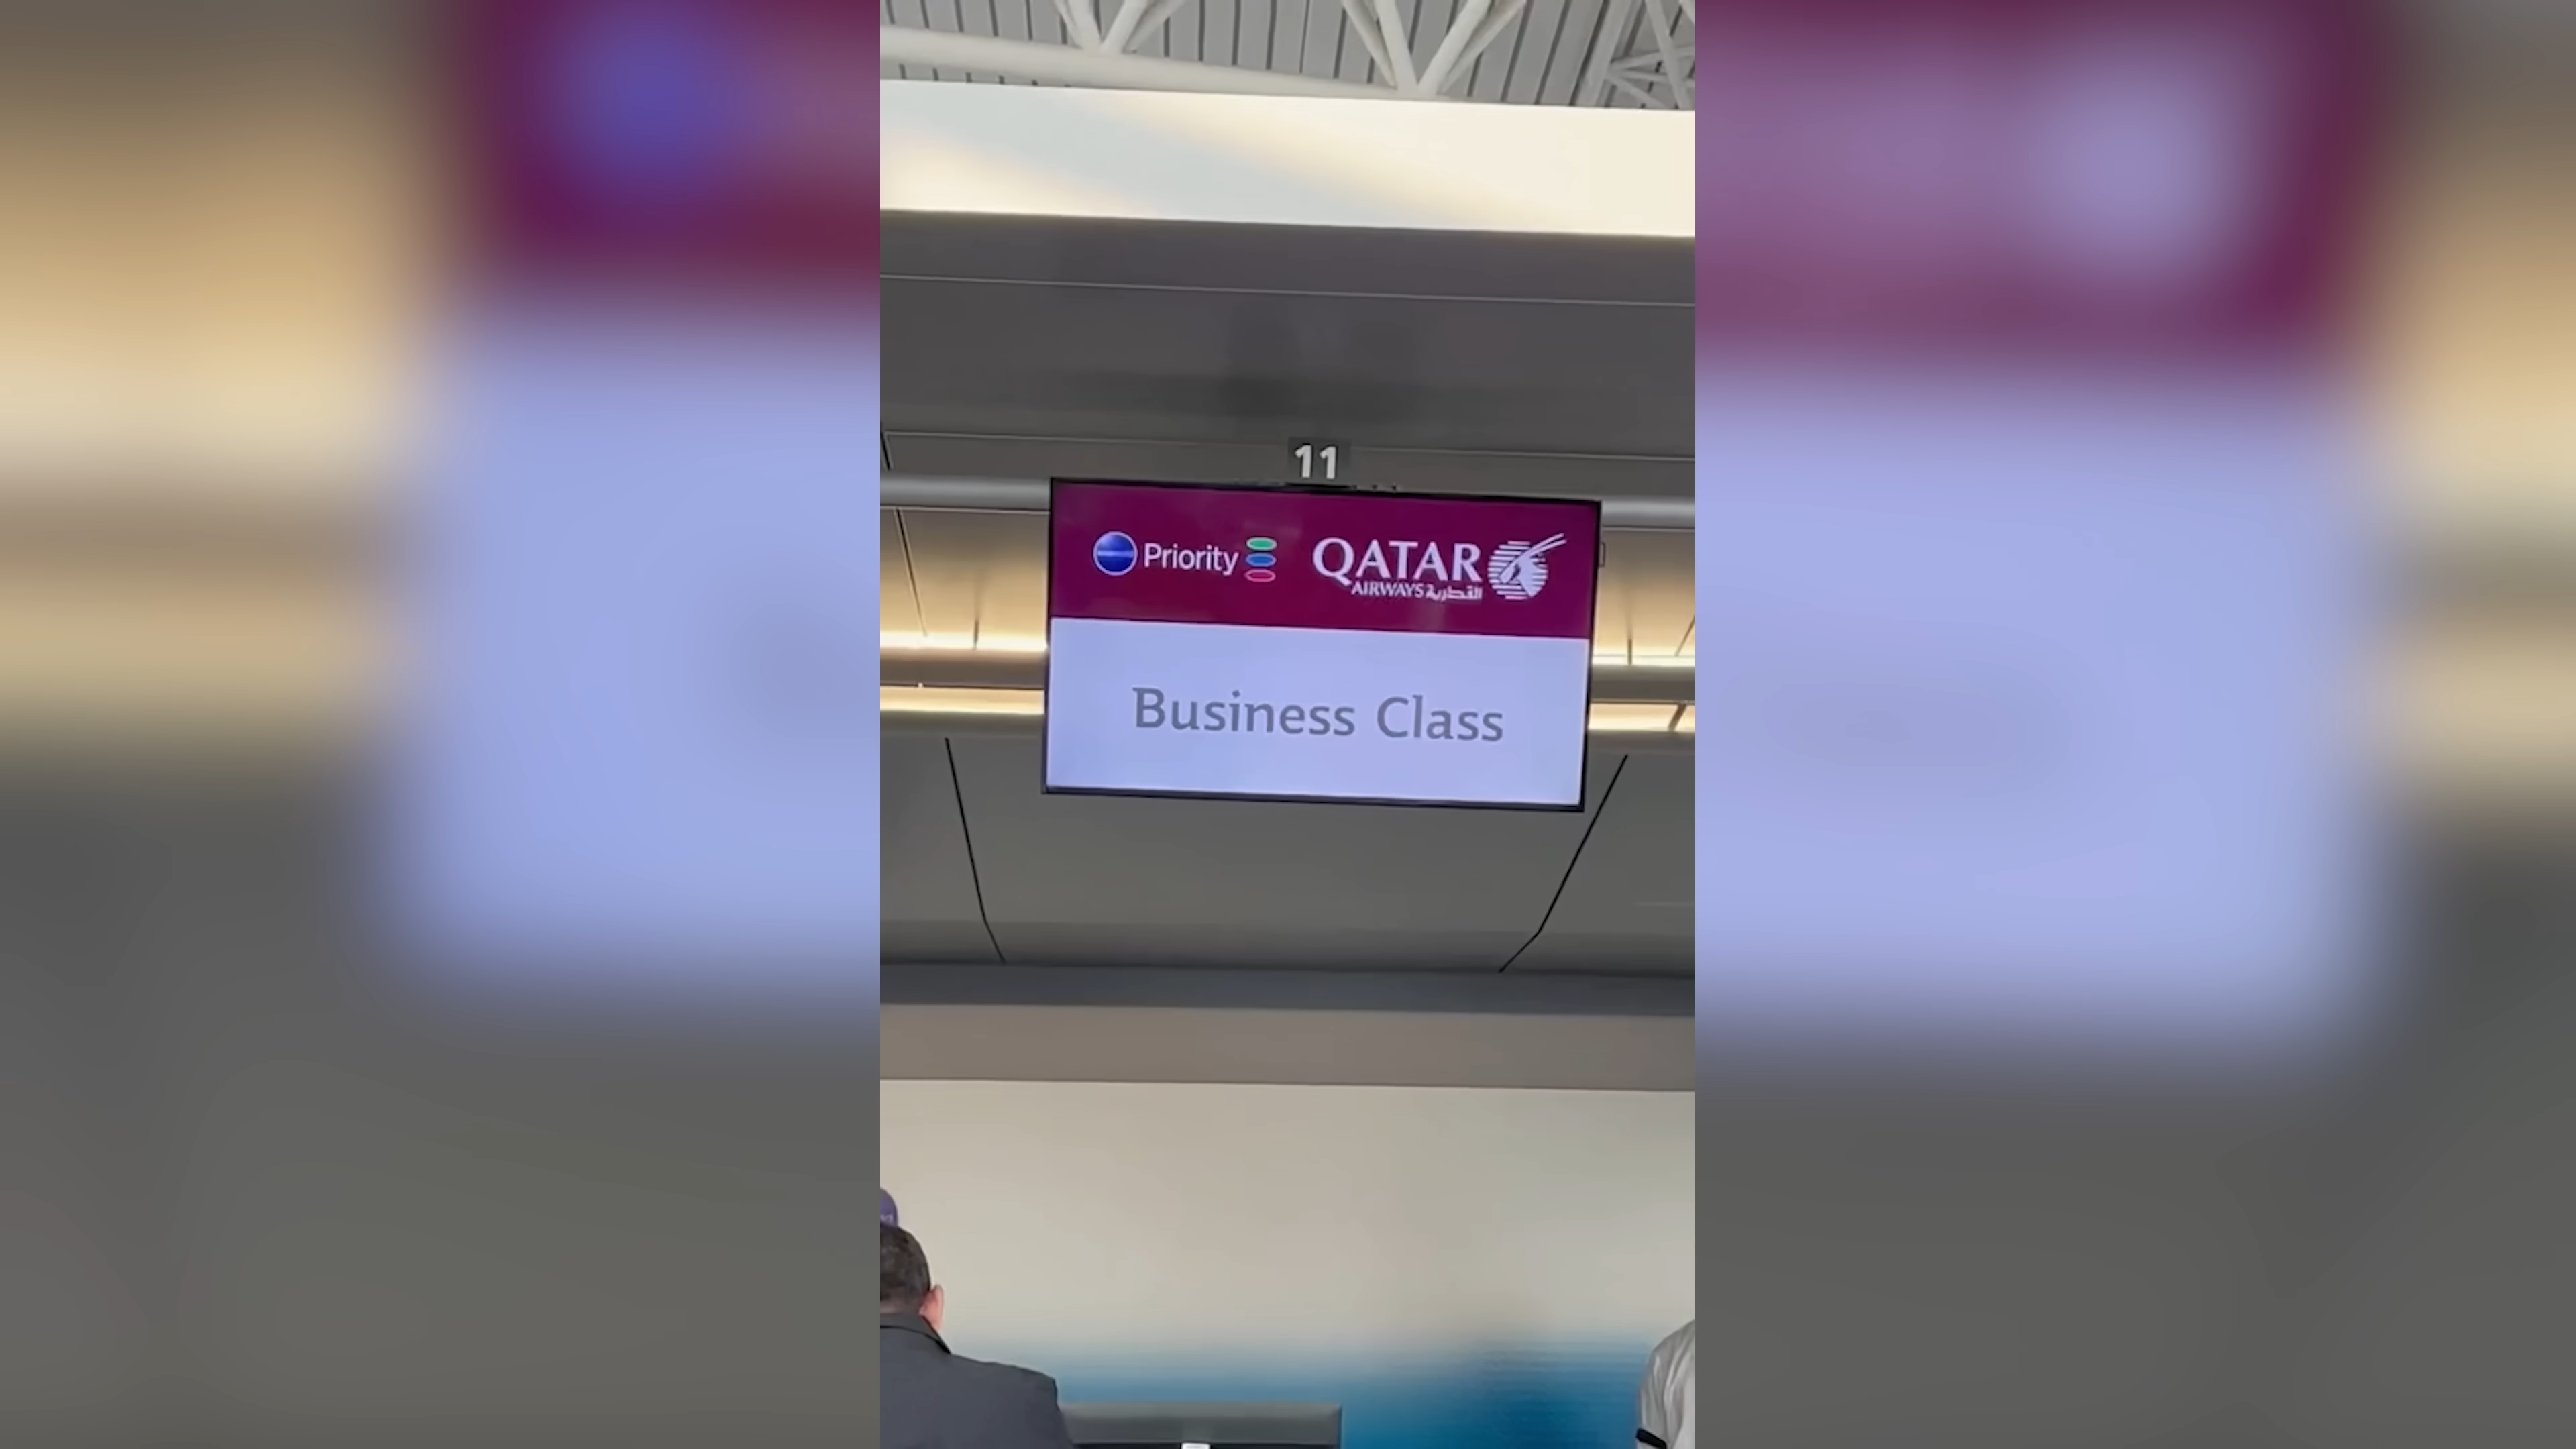 11
Priority
QATAR
AIRWAYS القطرية
Business Class